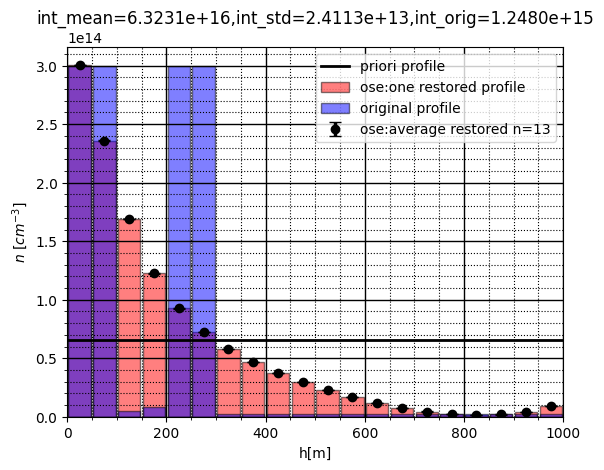 int_mean=6.3231e+16,int_std=2.4113e+13,int_orig=1.2480e+15
1e14
3.0
2.5
2.0
1.5
1.0
0.5
0.0
n [cm^{-3}]
priori profile
ose:one restored profile
original profile
ose:average restored n=13
0 200 400 600 800 1000
h[m]